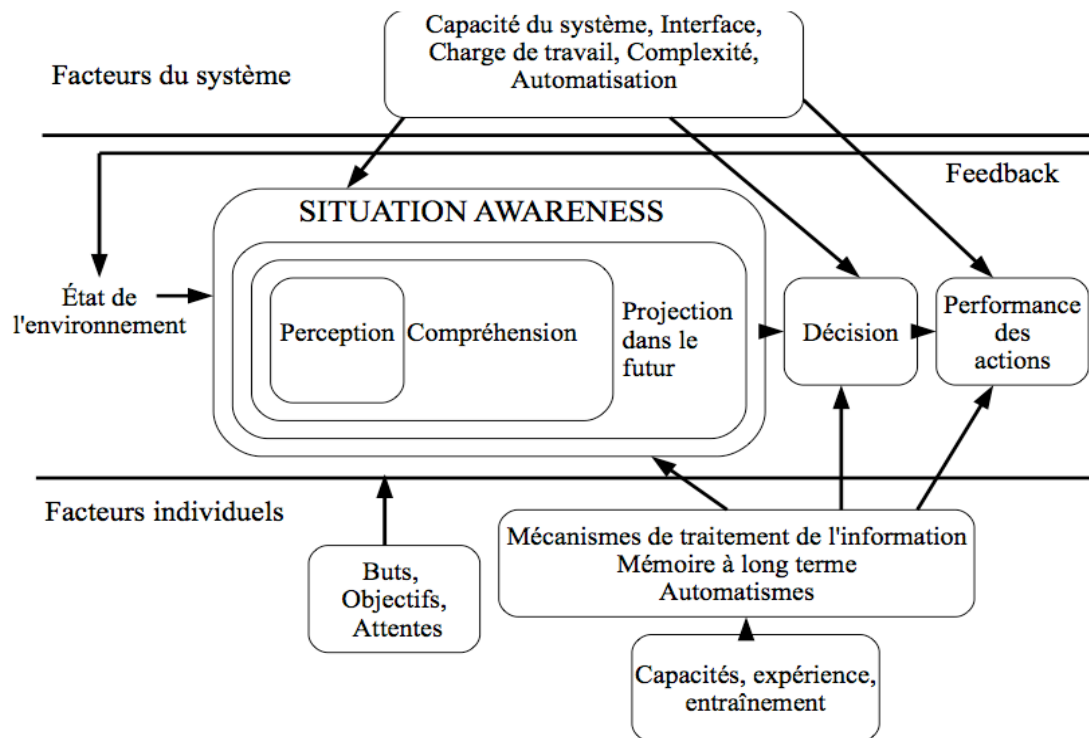 Capacité du système, Interface,
Charge de travail, Complexité,
Automatisation
Facteurs du système
Feedback
SITUATION AWARENESS
État de
l'environnement
Perception
Compréhension
Projection
dans le
futur
Décision
Performance
des
actions
Facteurs individuels
Buts,
Objectifs,
Attentes
Mécanismes de traitement de l'information
Mémoire à long terme
Automatismes
Capacités, expérience,
entraînement